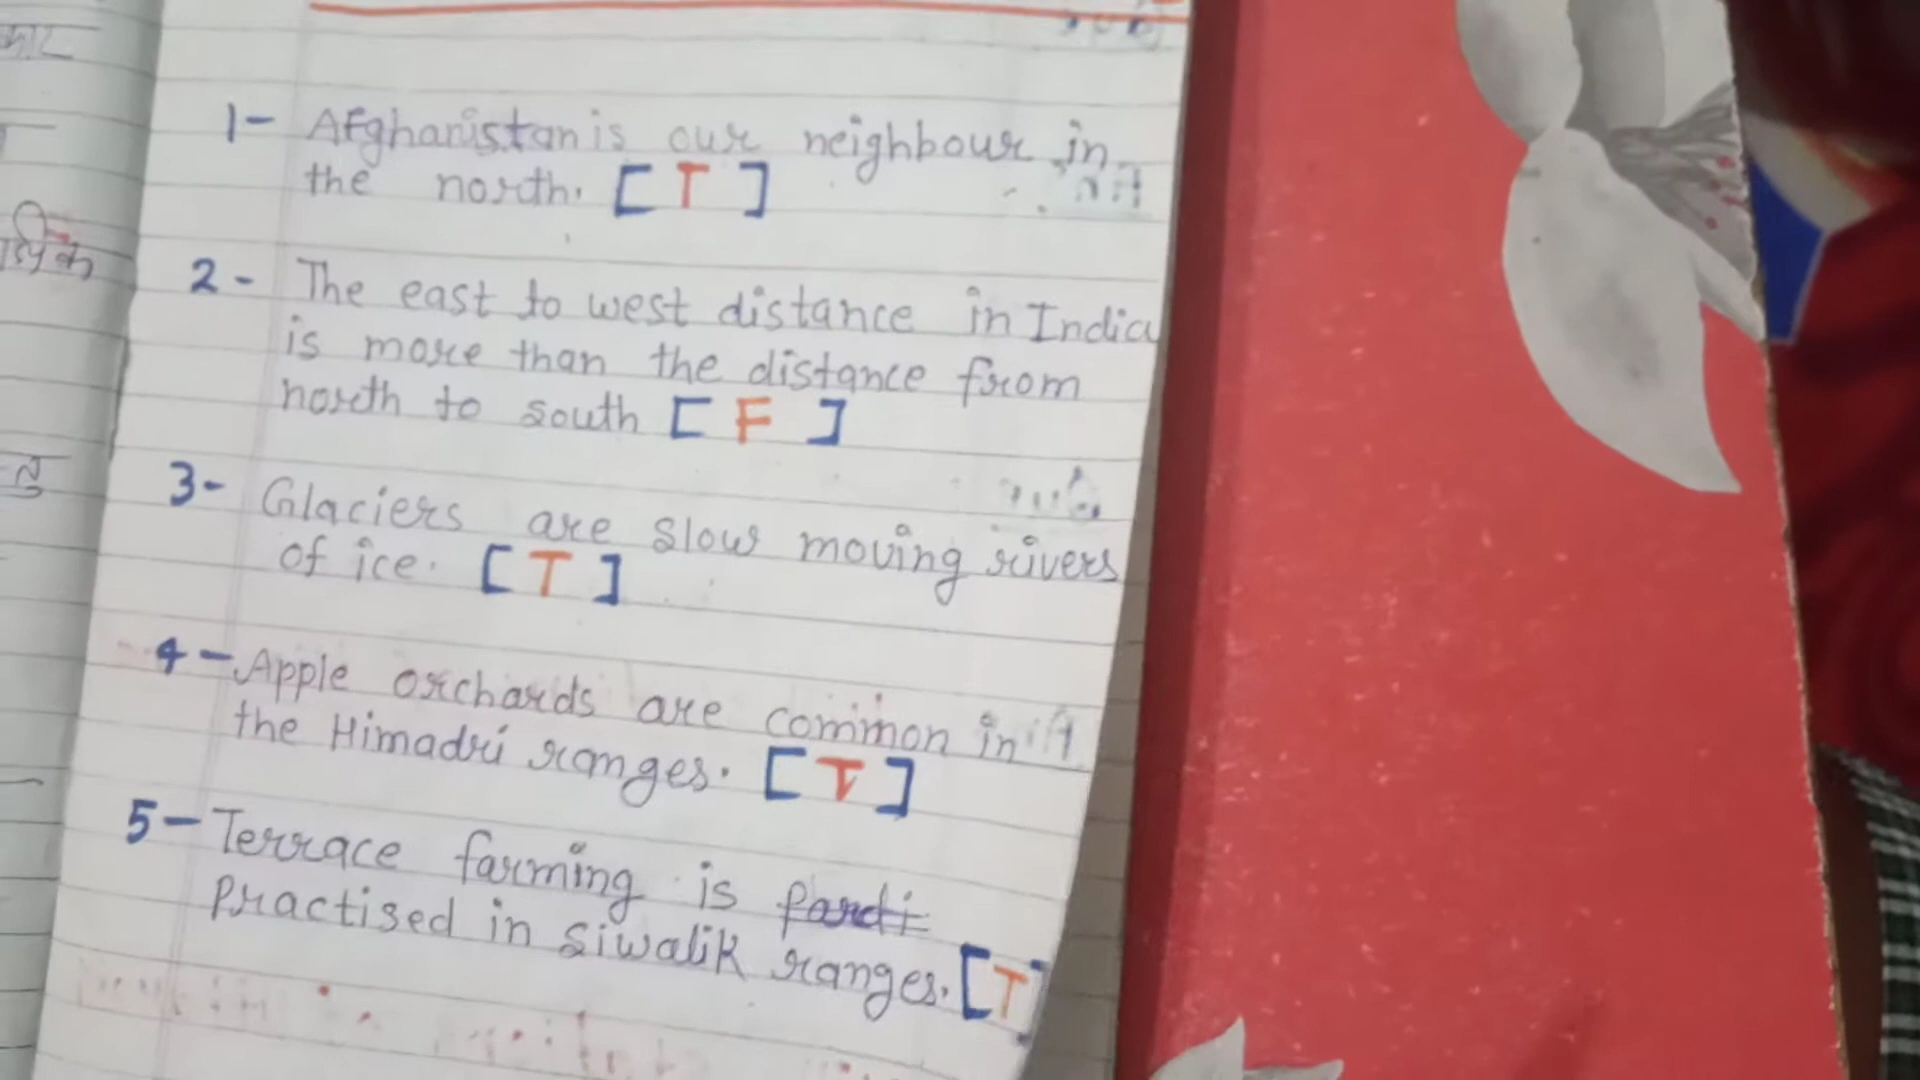 1- Afghanistan is our neighbour in
the north. [T]
2- The east to west distance in India
is more than the distance from
north to south [F]
3- Glaciers are slow moving rivers
of ice. [T]
4- Apple orchards are common in
the Himadri ranges. [T]
5- Terrace farming is
Practised in siwalik ranges. [T]